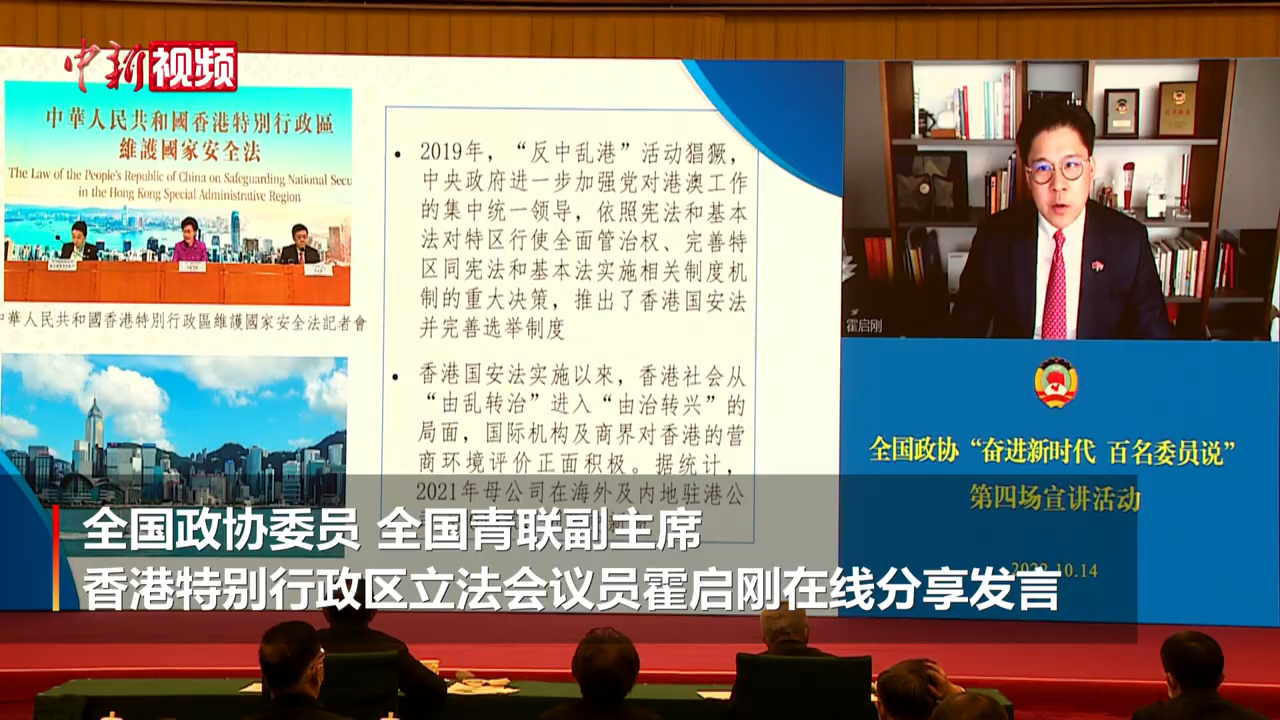 中新视频
中華人民共和國香港特別行政區
維護國家安全法
The Law of the People's Republic of China on Safeguarding National Secu
in the Hong Kong Special Administrative Region
華人民共和國香港特別行政區維護國家安全法記者會
• 2019年，“反中乱港”活动猖獗，
中央政府进一步加强党对港澳工作
的集中统一领导，依照宪法和基本
法对特区行使全面管治权、完善特
区同宪法和基本法实施相关制度机
制的重大决策，推出了香港国安法
并完善选举制度
• 香港国安法实施以來，香港社会从
“由乱转治”进入“由治转兴”的
局面，国际机构及商界对香港的营
商环境评价正面积极。据统计，
2021年母公司在海外及内地驻港公
霍启刚
全国政协“奋进新时代 百名委员说”
第四场宣讲活动
10.14
全国政协委员 全国青联副主席
香港特别行政区立法会议员霍启刚在线分享发言